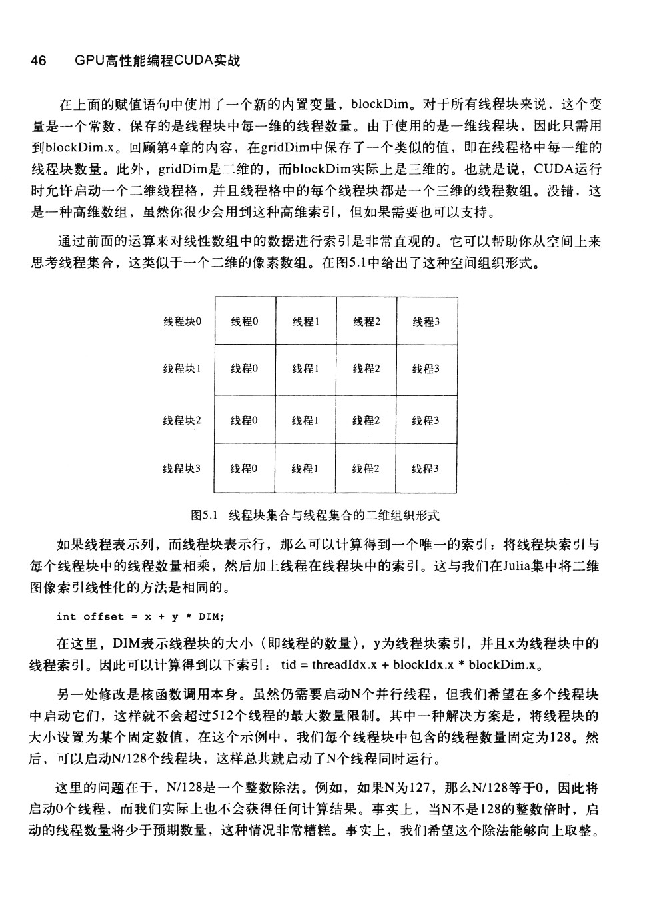 46 GPU高性能编程CUDA实战
在上面的赋值语句中使用了一个新的内置变量，blockDim。对于所有线程块来说，这个变
量是一个常数，保存的是线程块中每一维的线程数量。由于使用的是一维线程块，因此只需用
到blockDim.x。回顾第4章的内容，在gridDim中保存了一个类似的值，即在线程格中每一维的
线程块数量。此外，gridDim是二维的，而blockDim实际上是三维的。也就是说，CUDA运行
时允许启动一个二维线程格，并且线程格中的每个线程块都是一个三维的线程数组。没错，这
是一种高维数组，虽然你很少会用到这种高维索引，但如果需要也可以支持。
通过前面的运算来对线性数组中的数据进行索引是非常直观的。它可以帮助你从空间上来
思考线程集合，这类似于一个二维的像素数组。在图5.1中给出了这种空间组织形式。
线程块0 线程0 线程1 线程2 线程3
线程块1 线程0 线程1 线程2 线程3
线程块2 线程0 线程1 线程2 线程3
线程块3 线程0 线程1 线程2 线程3
图5.1 线程块集合与线程集合的二维组织形式
如果线程表示列，而线程块表示行，那么可以计算得到一个唯一的索引：将线程块索引与
每个线程块中的线程数量相乘，然后加上线程在线程块中的索引。这与我们在Julia集中将二维
图像索引线性化的方法是相同的。
int offset = x + y * DIM;
在这里，DIM表示线程块的大小（即线程的数量），y为线程块索引，并且x为线程块中的
线程索引。因此可以计算得到以下索引：tid = threadIdx.x + blockIdx.x * blockDim.x。
另一处修改是核函数调用本身。虽然仍需要启动N个并行线程，但我们希望在多个线程块
中启动它们，这样就不会超过512个线程的最大数量限制。其中一种解决方案是，将线程块的
大小设置为某个固定数值，在这个示例中，我们每个线程块中包含的线程数量固定为128。然
后，可以启动N/128个线程块，这样总共就启动了N个线程同时运行。
这里的问题在于，N/128是一个整数除法。例如，如果N为127，那么N/128等于0，因此将
启动0个线程，而我们实际上也不会获得任何计算结果。事实上，当N不是128的整数倍时，启
动的线程数量将少于预期数量，这种情况非常糟糕。事实上，我们希望这个除法能够向上取整。